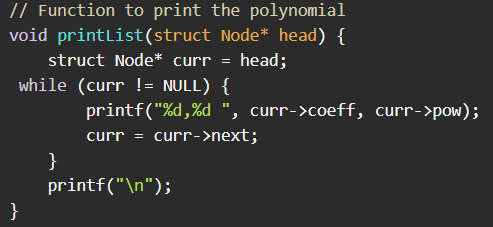 // Function to print the polynomial
void printList(struct Node* head) {
    struct Node* curr = head;
 while (curr != NULL) {
        printf("%d,%d ", curr->coeff, curr->pow);
        curr = curr->next;
    }
    printf("\n");
}